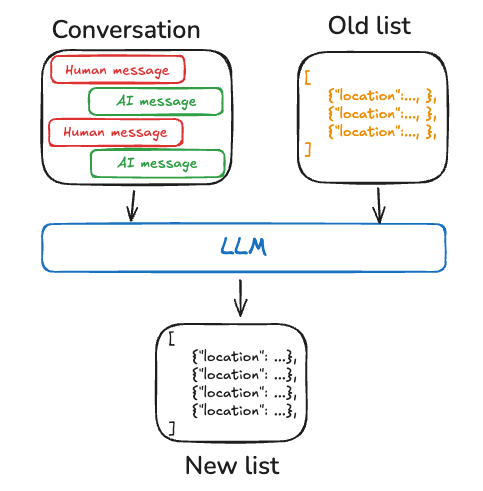 Conversation
Human message
AI message
Human message
AI message
Old list
[
{"location":..., },
{"location":..., },
{"location":..., },
]
LLM
[
{"location": ...},
{"location": ...},
{"location": ...},
{"location": ...},
]
New list